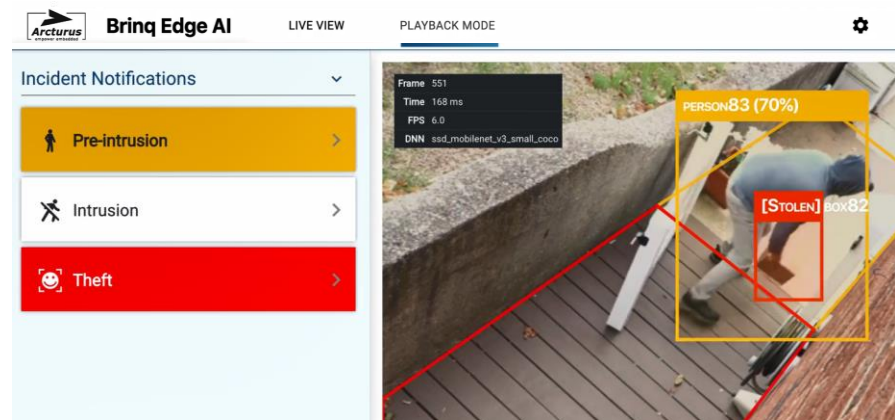 Arcturus
empower embedded
Brinq Edge AI
LIVE VIEW
PLAYBACK MODE
Incident Notifications
Pre-intrusion
Intrusion
Theft
Frame 551
Time 168 ms
FPS 6.0
DNN ssd_mobilenet_v3_small_coco
PERSON83 (70%)
[STOLEN] BOX82